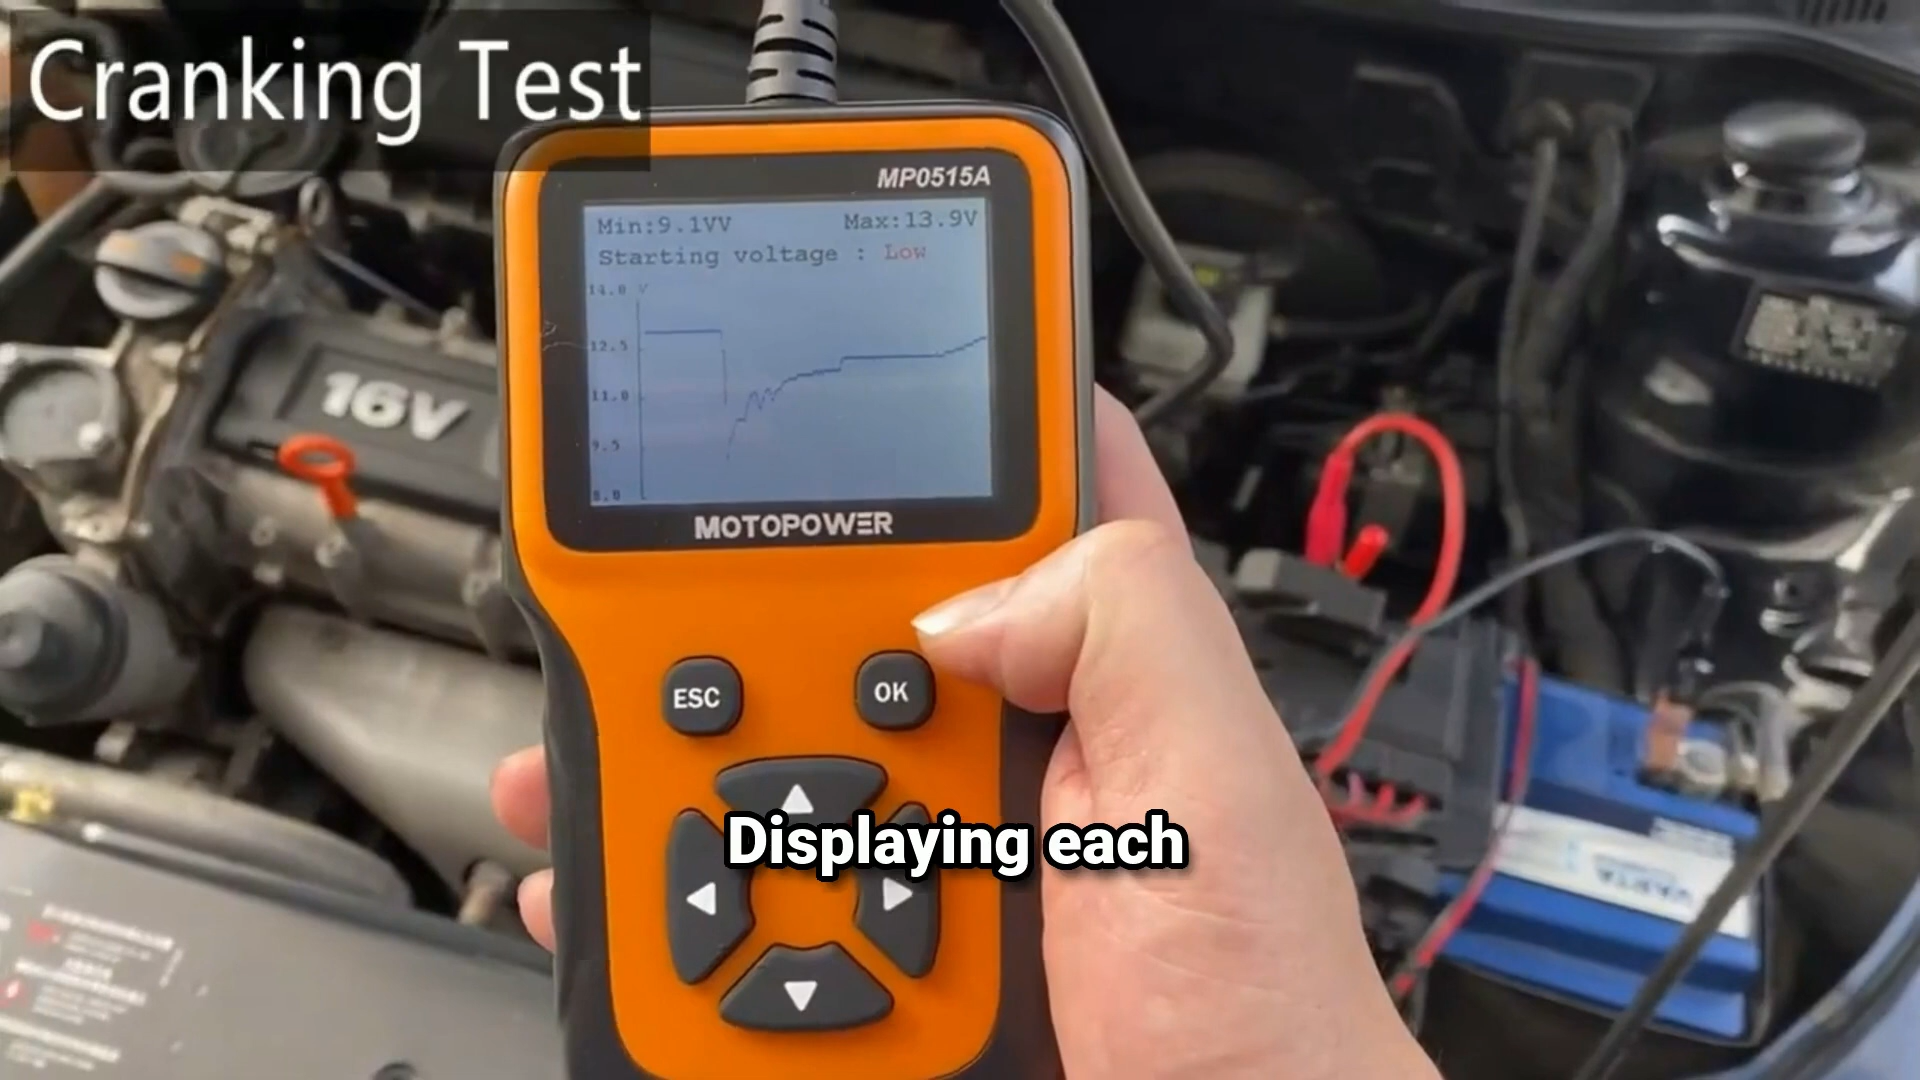 Cranking Test
MP0515A
Min:9.1VV Max:13.9V
Starting voltage : Low
14.0 V
12.5
11.0
9.5
8.0
MOTOPOWER
16V
ESC
OK
Displaying each
VARTA